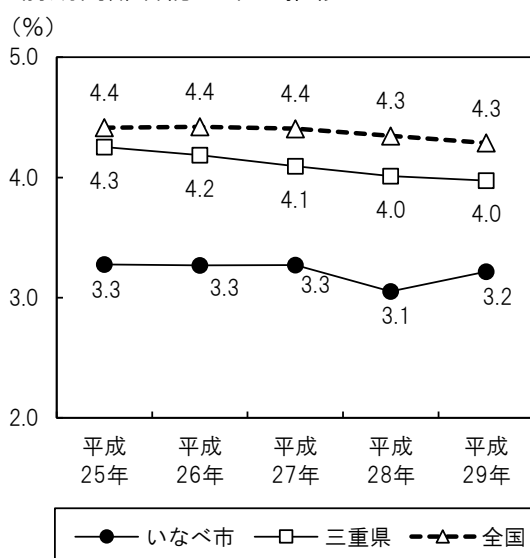 (%)
5.0
4.4 4.4 4.4 4.3 4.3
4.0
4.3 4.2 4.1 4.0 4.0
3.0
3.3 3.3 3.3 3.1 3.2
2.0
平成 平成 平成 平成 平成
25年 26年 27年 28年 29年
いなべ市 三重県 全国